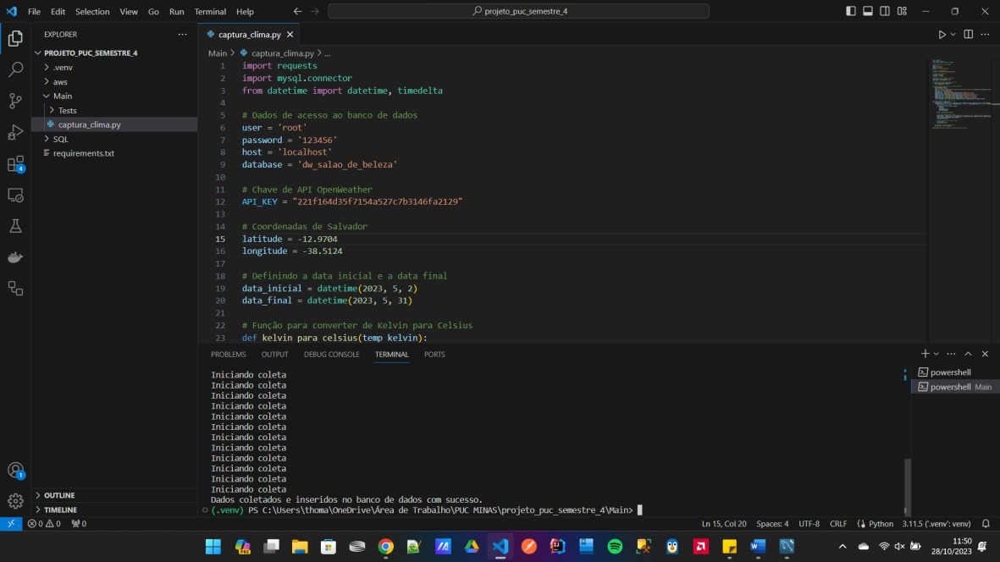 File Edit Selection View Go Run Terminal Help
projeto_puc_semestre_4
EXPLORER
PROJETO_PUC_SEMESTRE_4
.venv
aws
Main
Tests
captura_clima.py
SQL
requirements.txt
OUTLINE
TIMELINE
4
1
captura_clima.py
Main > captura_clima.py > ...
1 import requests
2 import mysql.connector
3 from datetime import datetime, timedelta
4
5 # Dados de acesso ao banco de dados
6 user = 'root'
7 password = '123456'
8 host = 'localhost'
9 database = 'dw_salao_de_beleza'
10
11 # Chave de API OpenWeather
12 API_KEY = "221f164d35f7154a527c7b3146fa2129"
13
14 # Coordenadas de Salvador
15 latitude = -12.9704
16 longitude = -38.5124
17
18 # Definindo a data inicial e a data final
19 data_inicial = datetime(2023, 5, 2)
20 data_final = datetime(2023, 5, 31)
21
22 # Função para converter de Kelvin para Celsius
23 def kelvin_para_celsius(temp_kelvin):
PROBLEMS OUTPUT DEBUG CONSOLE TERMINAL PORTS
Iniciando coleta
Iniciando coleta
Iniciando coleta
Iniciando coleta
Iniciando coleta
Iniciando coleta
Iniciando coleta
Iniciando coleta
Iniciando coleta
Iniciando coleta
Iniciando coleta
Iniciando coleta
Dados coletados e inseridos no banco de dados com sucesso.
(.venv) PS C:\Users\thoma\OneDrive\Área de Trabalho\PUC MINAS\projeto_puc_semestre_4\Main>
powershell
powershell Main
0 0 0 Ln 15, Col 20 Spaces: 4 UTF-8 CRLF Python 3.11.5 ('.venv': venv)
11:50
28/10/2023